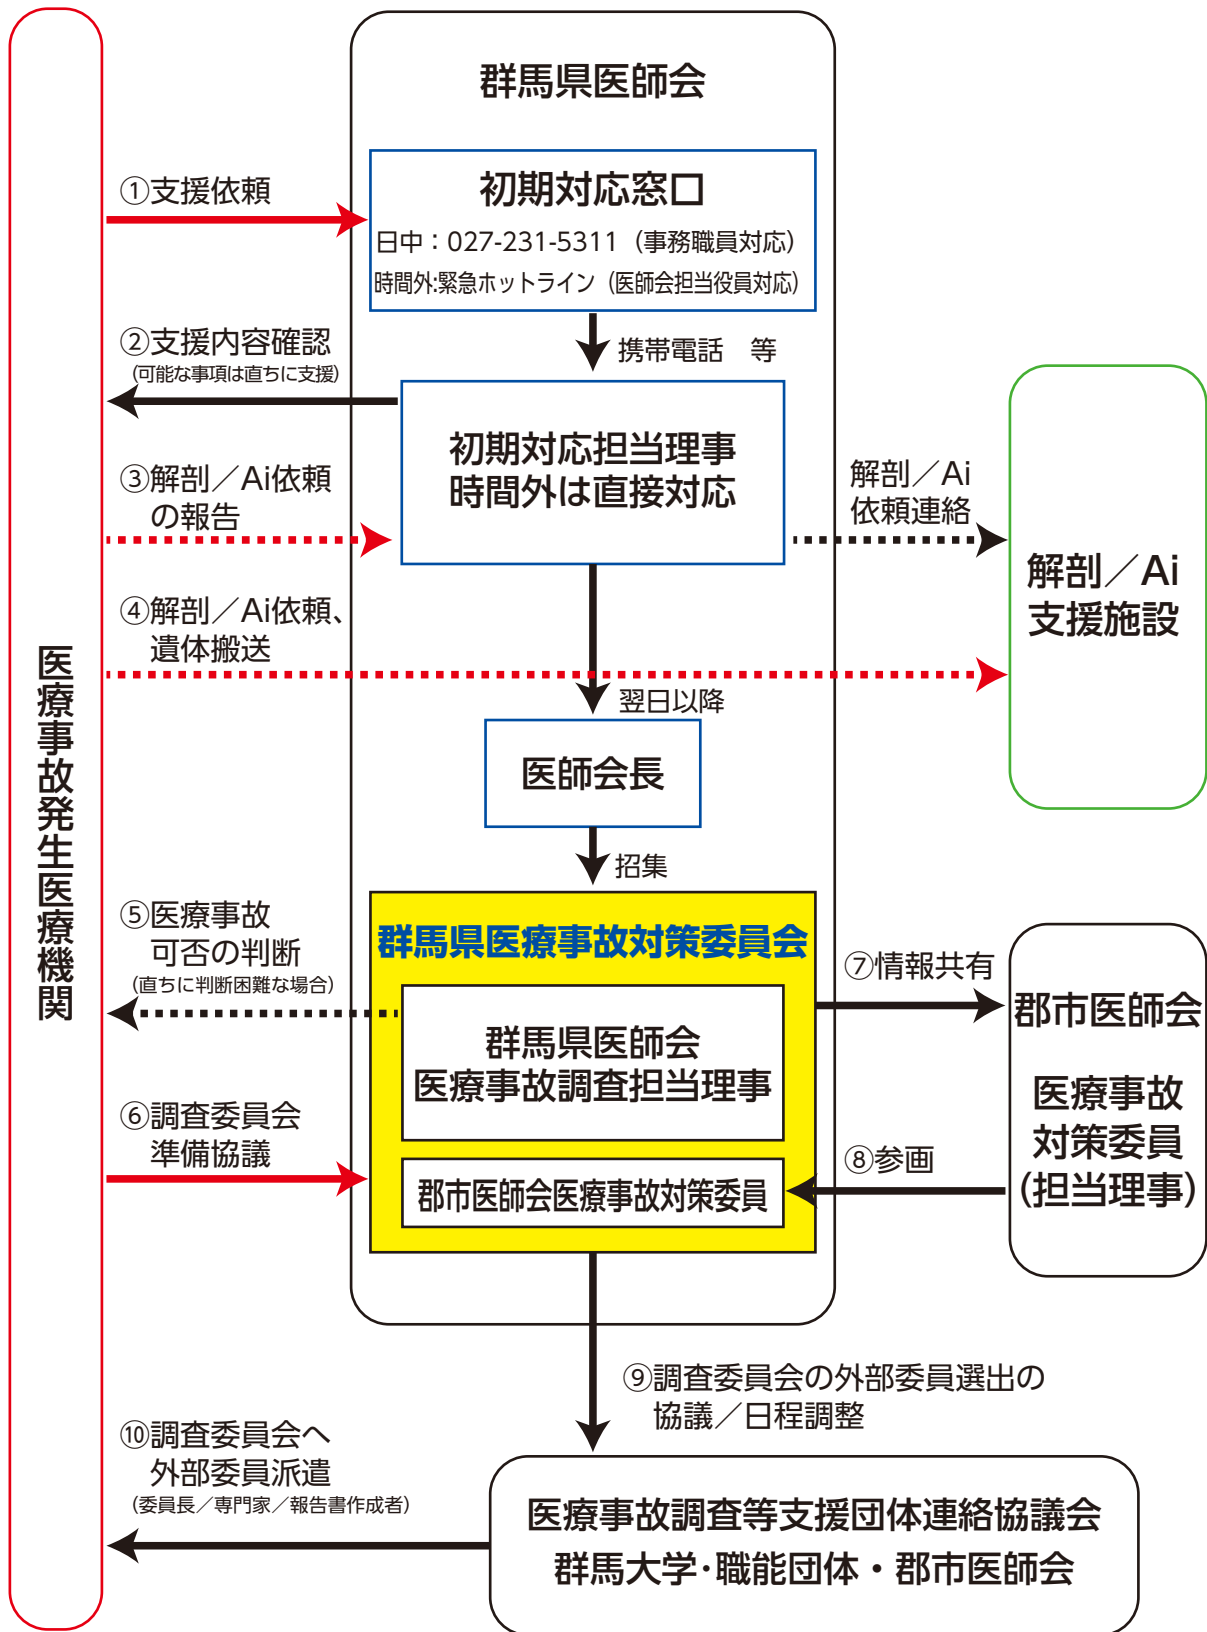 群馬県医師会
①支援依頼
初期対応窓口
日中：027-231-5311（事務職員対応）
時間外:緊急ホットライン（医師会担当役員対応）
②支援内容確認
(可能な事項は直ちに支援)
携帯電話　等
初期対応担当理事
時間外は直接対応
③解剖／Ai依頼
の報告
解剖／Ai
依頼連絡
解剖／Ai
支援施設
④解剖／Ai依頼、
遺体搬送
医療事故発生医療機関
翌日以降
医師会長
招集
⑤医療事故
可否の判断
(直ちに判断困難な場合)
群馬県医療事故対策委員会
群馬県医師会
医療事故調査担当理事
⑦情報共有
郡市医師会
医療事故
対策委員
(担当理事)
⑥調査委員会
準備協議
⑧参画
郡市医師会医療事故対策委員
⑨調査委員会の外部委員選出の
協議／日程調整
⑩調査委員会へ
外部委員派遣
(委員長／専門家／報告書作成者)
医療事故調査等支援団体連絡協議会
群馬大学・職能団体・郡市医師会